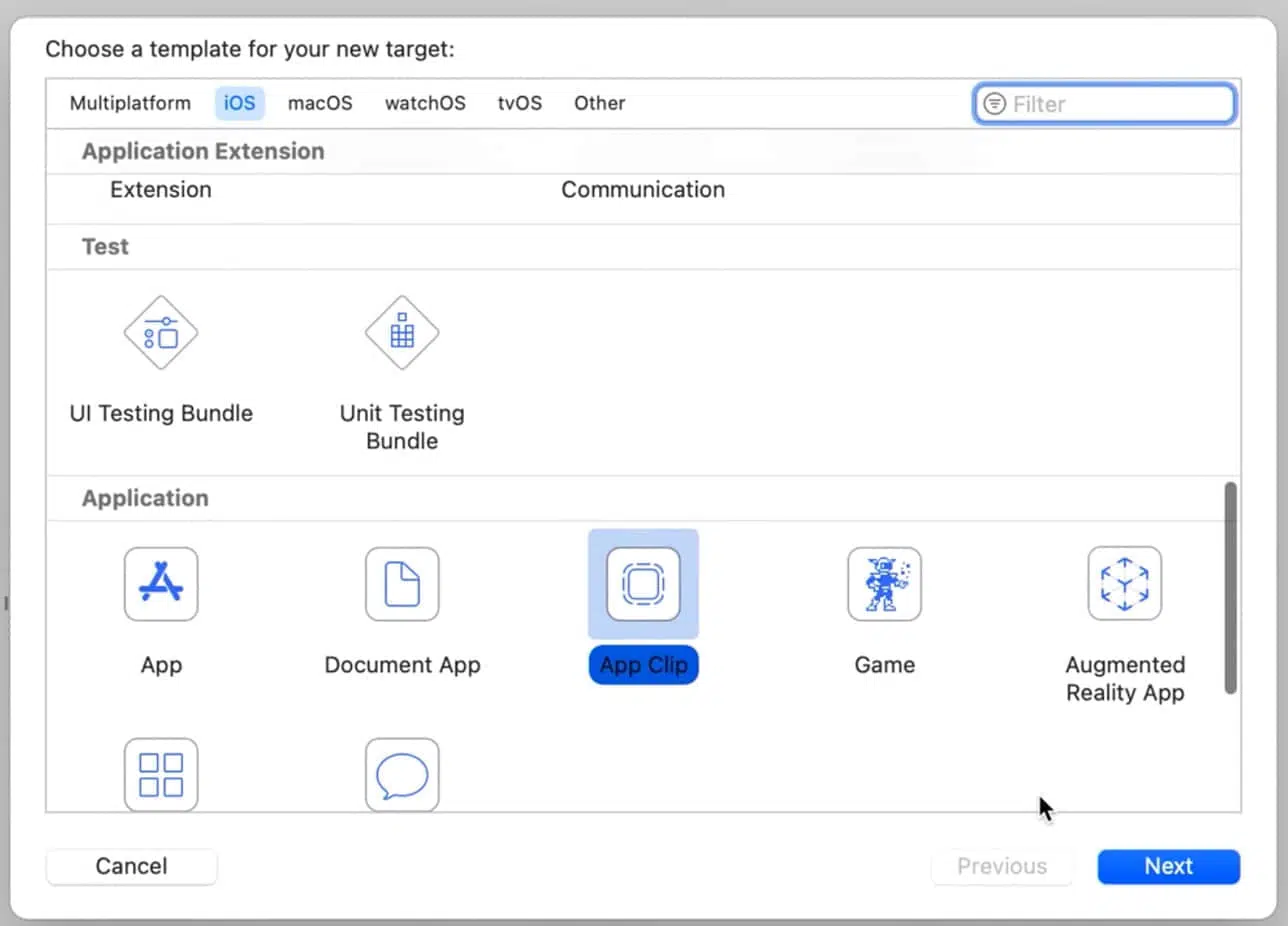 Choose a template for your new target:
Multiplatform iOS macOS watchOS tvOS Other Filter
Application Extension
Extension Communication
Test
UI Testing Bundle
Unit Testing
Bundle
Application
App
Document App
App Clip
Game
Augmented
Reality App
Cancel Previous Next